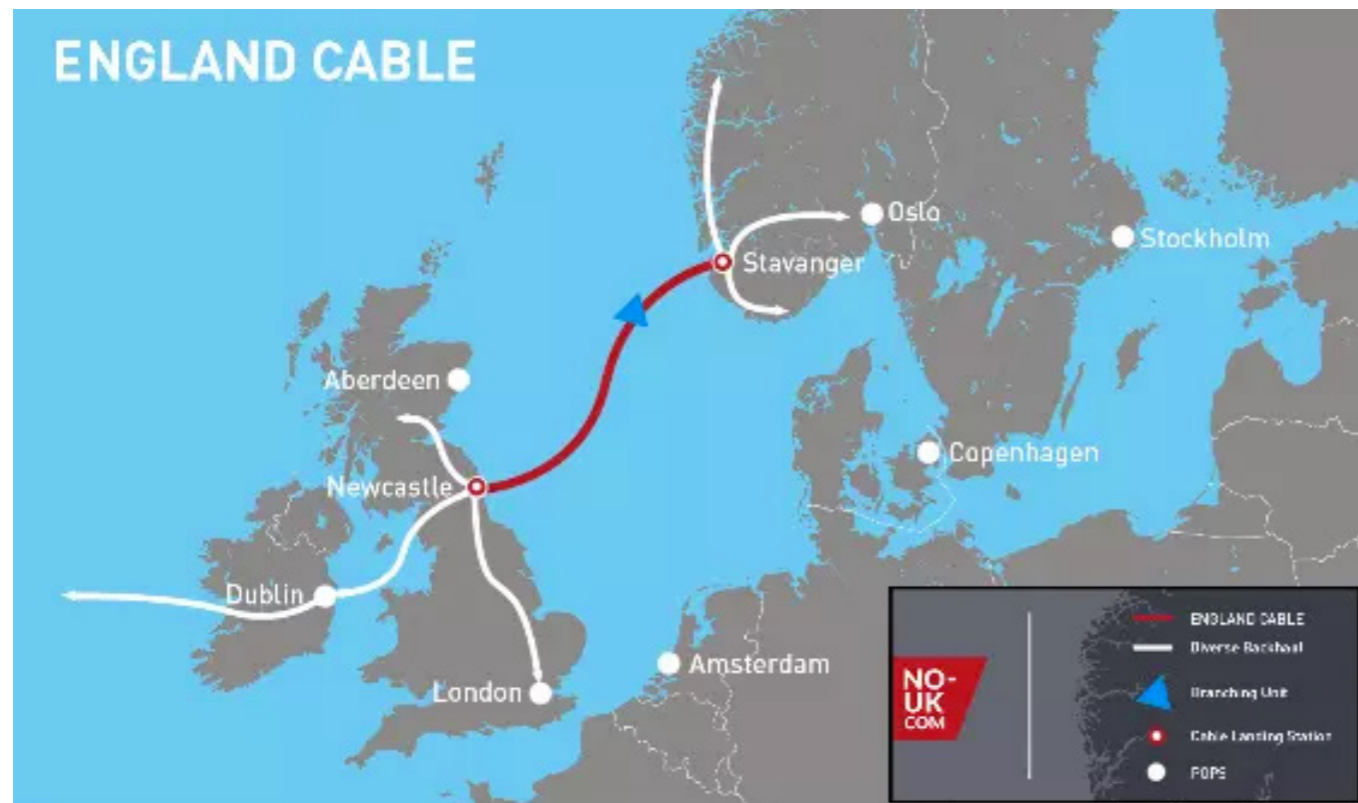 ENGLAND CABLE
Oslo
Stockholm
Stavanger
Aberdeen
Copenhagen
Newcastle
Dublin
Amsterdam
London
NO-
UK
COM
ENGLAND CABLE
Diverse Backhaul
Branching Unit
Cable Landing Station
POPS